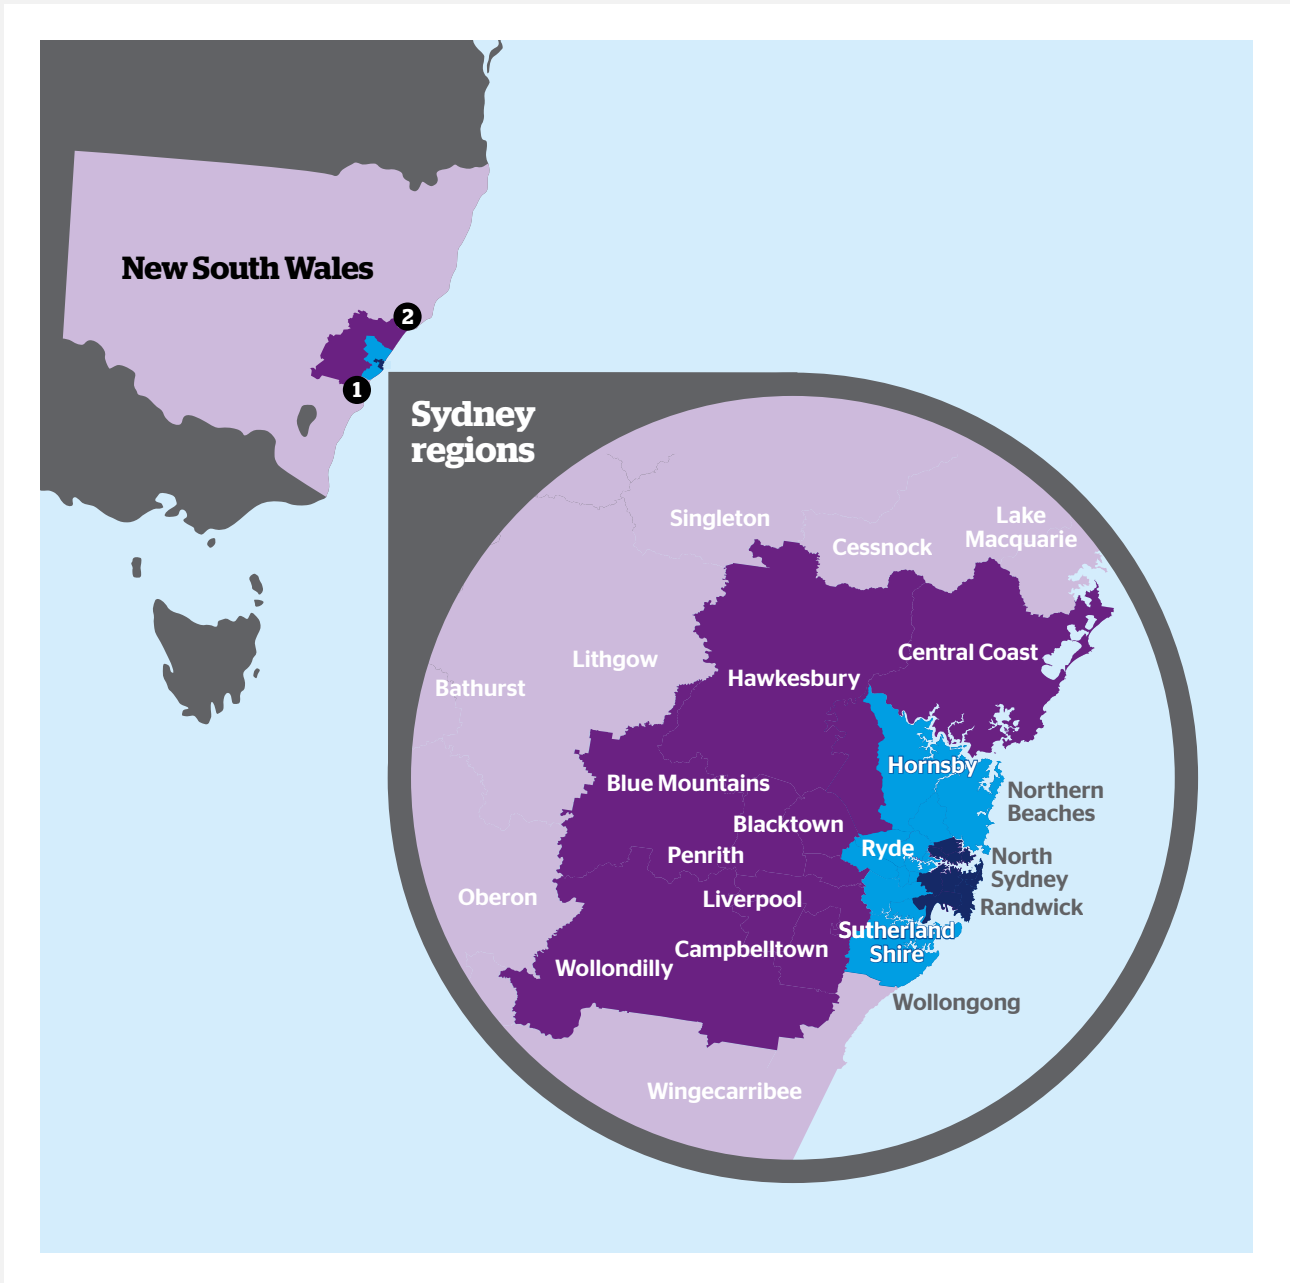 New South Wales
2
1
Sydney
regions
Singleton
Cessnock
Lake
Macquarie
Lithgow
Bathurst
Central Coast
Hawkesbury
Hornsby
Blue Mountains
Northern
Beaches
Blacktown
Ryde
Penrith
North
Sydney
Oberon
Liverpool
Randwick
Sutherland
Shire
Campbelltown
Wollondilly
Wollongong
Wingecarribee